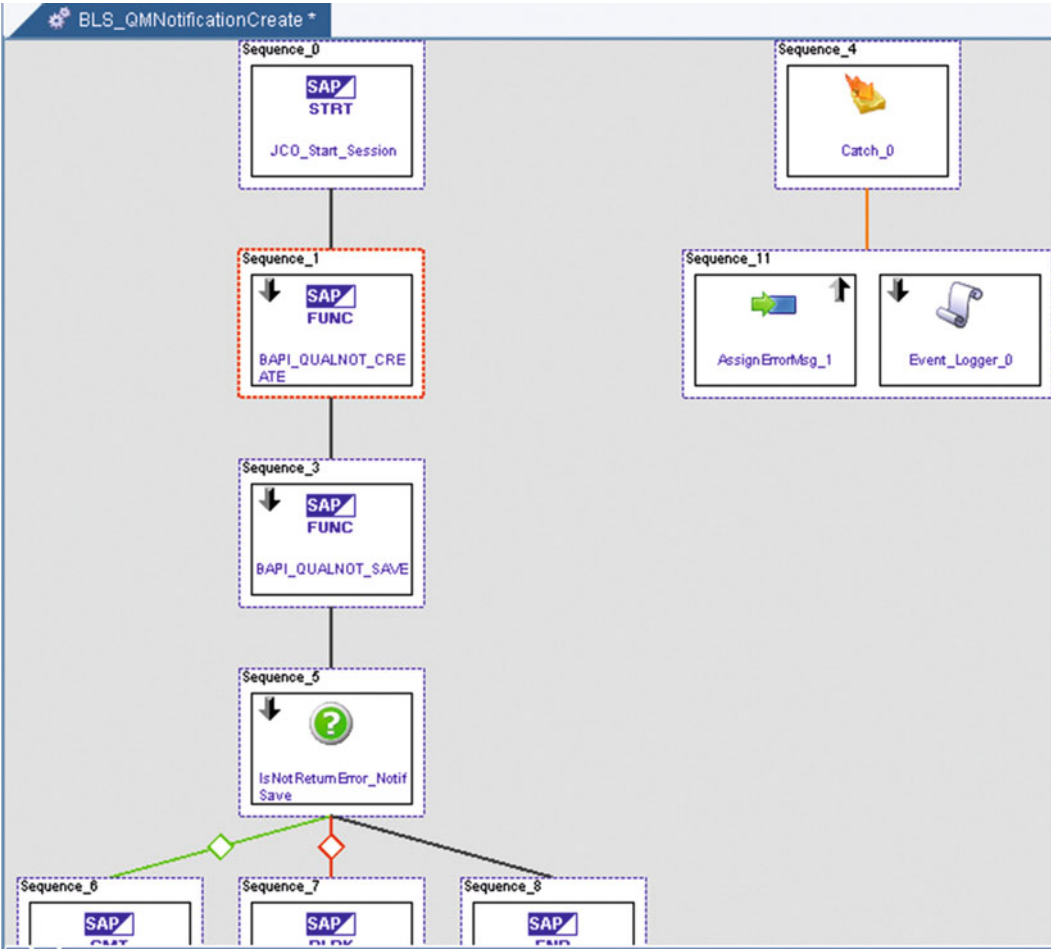 BLS_QMNotificationCreate *
Sequence_0
SAP
STRT
JCO_Start_Session
Sequence_1
SAP
FUNC
BAPI_QUALNOT_CRE
ATE
Sequence_3
SAP
FUNC
BAPI_QUALNOT_SAVE
Sequence_5
?
IsNotReturnError_Notif
Save
Sequence_6
SAP
Sequence_7
SAP
Sequence_8
SAP
END
Sequence_4
Catch_0
Sequence_11
AssignErrorMsg_1
Event_Logger_0